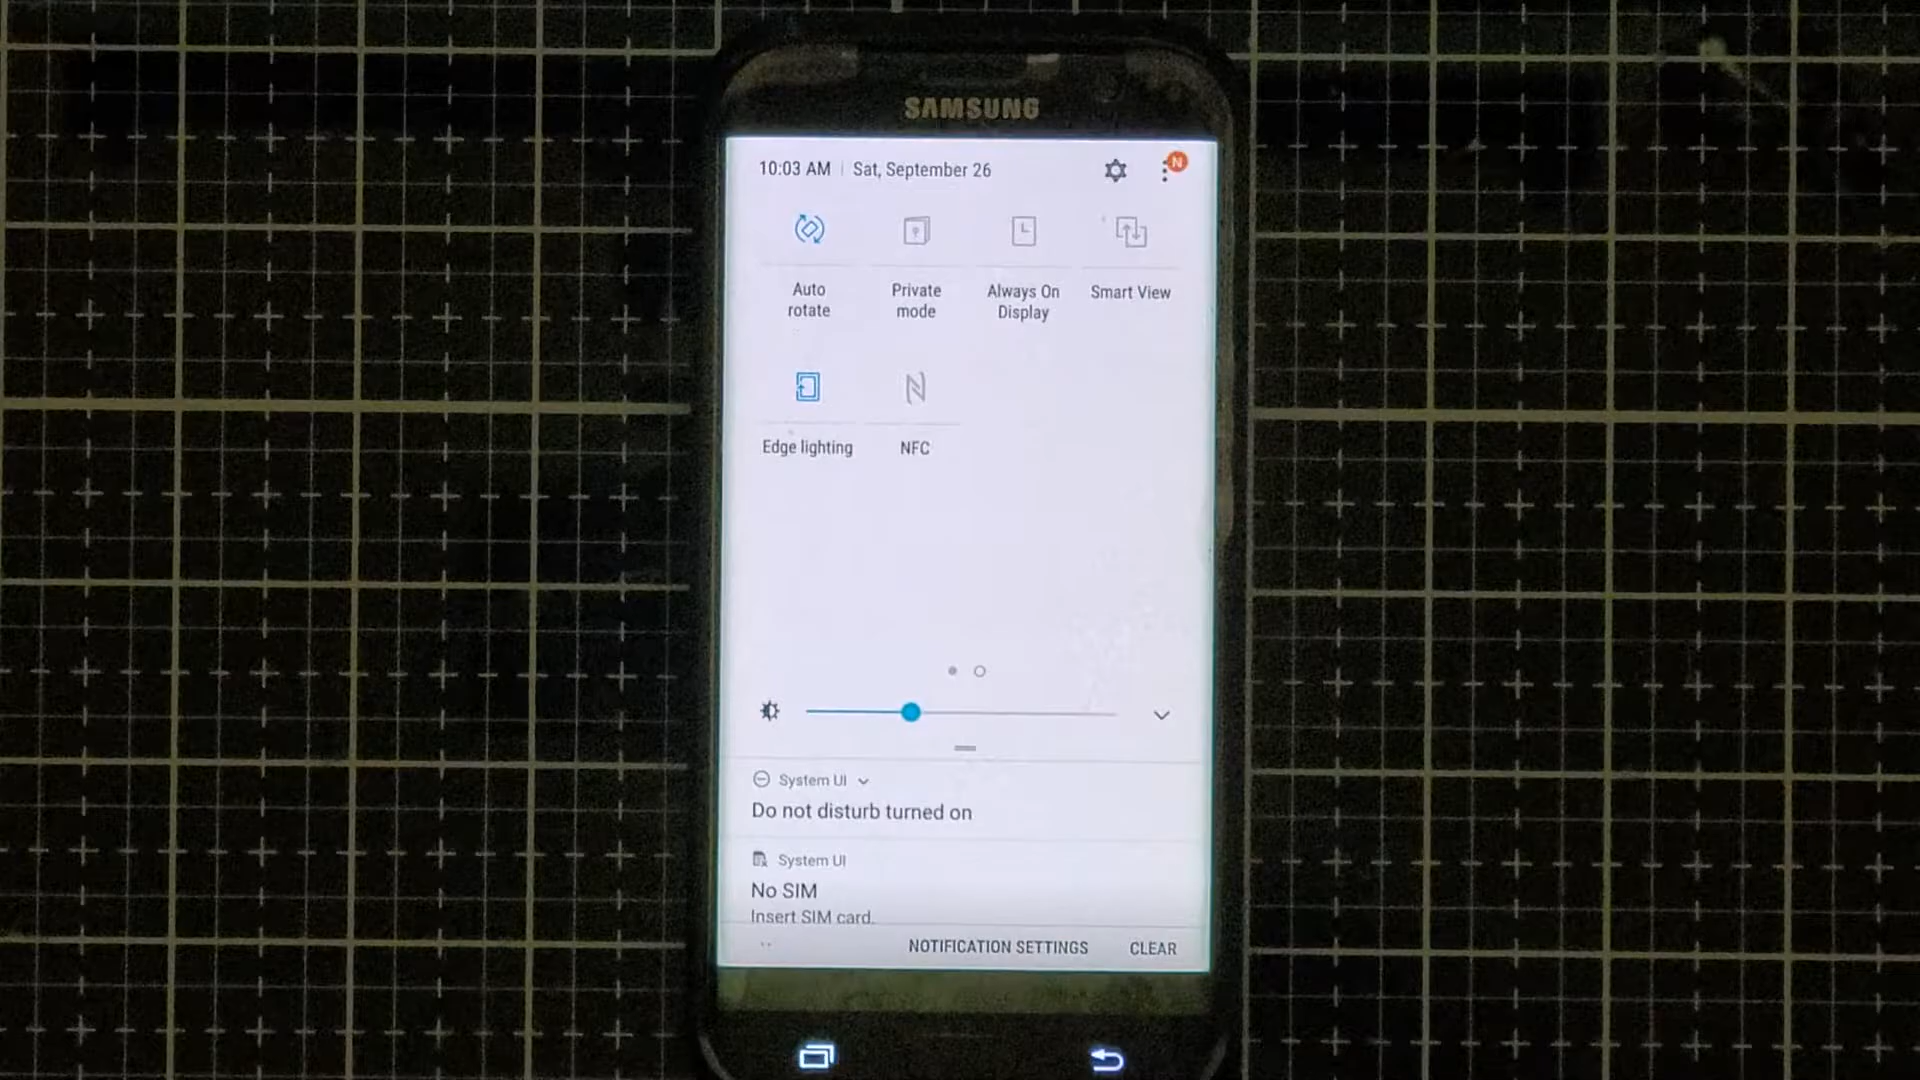 SAMSUNG
10:03 AM | Sat, September 26
N
Auto rotate
Private mode
Always On Display
Smart View
Edge lighting
NFC
System UI
Do not disturb turned on
System UI
No SIM
Insert SIM card.
NOTIFICATION SETTINGS CLEAR